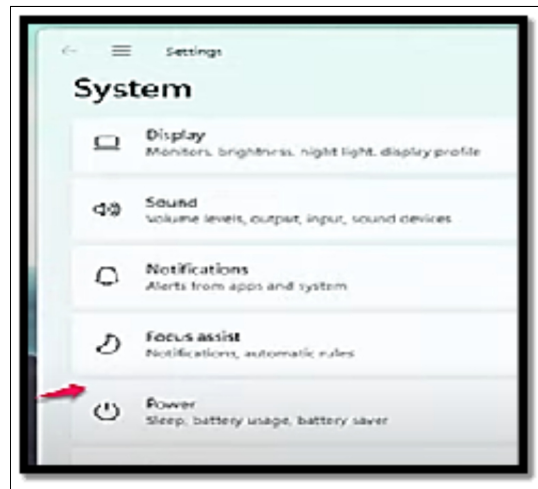 Settings
System
Display
Monitors, brightness, night light, display profile
Sound
Volume levels, output, input, sound devices
Notifications
Alerts from apps and system
Focus assist
Notifications, automatic rules
Power
Sleep, battery usage, battery saver